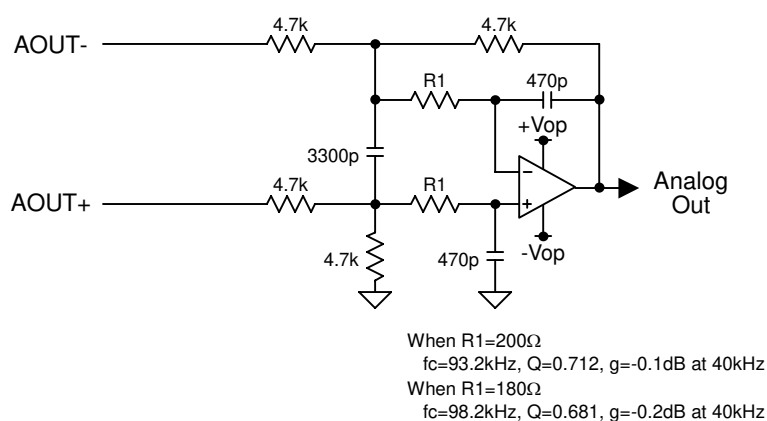 4.7k
4.7k
AOUT-
R1
470p
+Vop
3300p
4.7k
R1
−
+
AOUT+
Analog
Out
4.7k
470p
-Vop
When R1=200Ω
fc=93.2kHz, Q=0.712, g=-0.1dB at 40kHz
When R1=180Ω
fc=98.2kHz, Q=0.681, g=-0.2dB at 40kHz